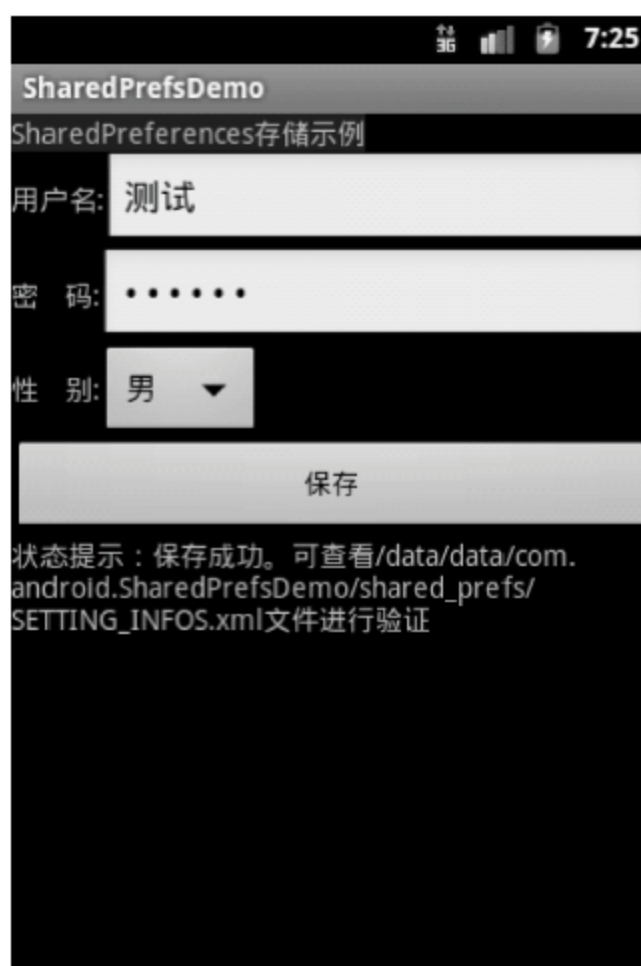 3G 7:25
SharedPrefsDemo
SharedPreferences存储示例
用户名: 测试
密 码: ••••••
性 别: 男
保存
状态提示：保存成功。可查看/data/data/com.
android.SharedPrefsDemo/shared_prefs/
SETTING_INFOS.xml文件进行验证